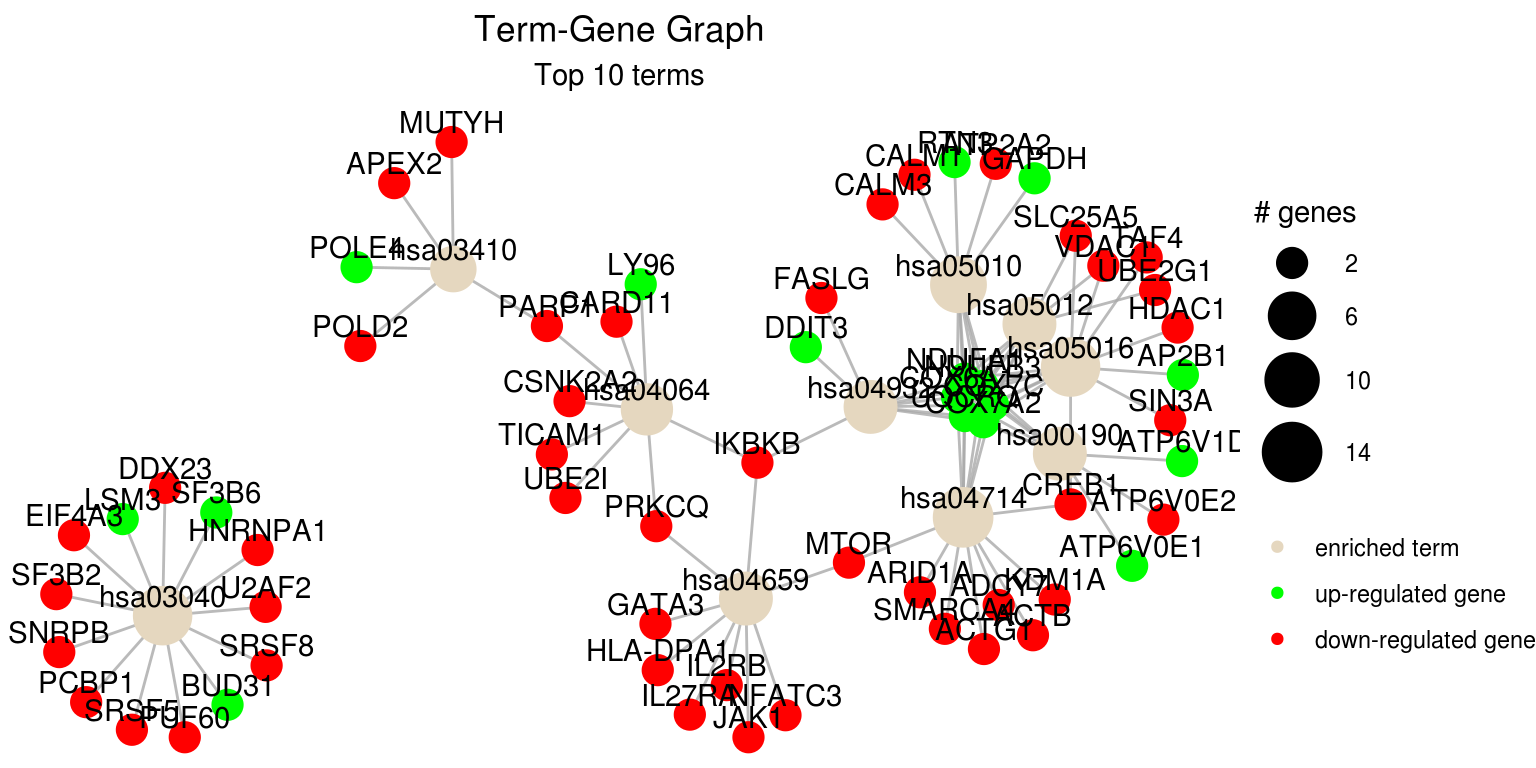 Term-Gene Graph
Top 10 terms
MUTYH
APEX2
POLE4
hsa03410
POLD2
PARP1
LY96
CARD11
CSNK2A2
hsa04064
TICAM1
UBE2I
IKBKB
PRKCQ
FASLG
DDIT3
CALM3
CALM1
RTN3
ATP2A2
GAPDH
hsa05010
SLC25A5
VDAC1
TAF4
UBE2G1
HDAC1
hsa05012
hsa05016
AP2B1
SIN3A
COX7A2
hsa00190
ATP6V1D
CREB1
ATP6V0E2
ATP6V0E1
hsa04714
MTOR
ARID1A
ADCY7
KDM1A
SMARCA4
ACTB
ACTG1
hsa04659
GATA3
HLA-DPA1
IL2RB
IL27RA
NFATC3
JAK1
DDX23
LSM3
SF3B6
EIF4A3
HNRNPA1
SF3B2
hsa03040
U2AF2
SNRPB
SRSF8
PCBP1
BUD31
SRSF5
PUF60
# genes
2
6
10
14
enriched term
up-regulated gene
down-regulated gene